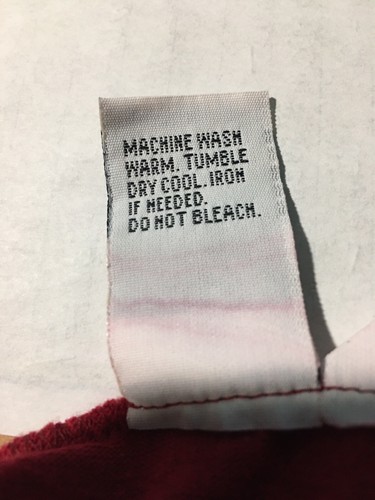 MACHINE WASH
WARM. TUMBLE
DRY COOL. IRON
IF NEEDED.
DO NOT BLEACH.